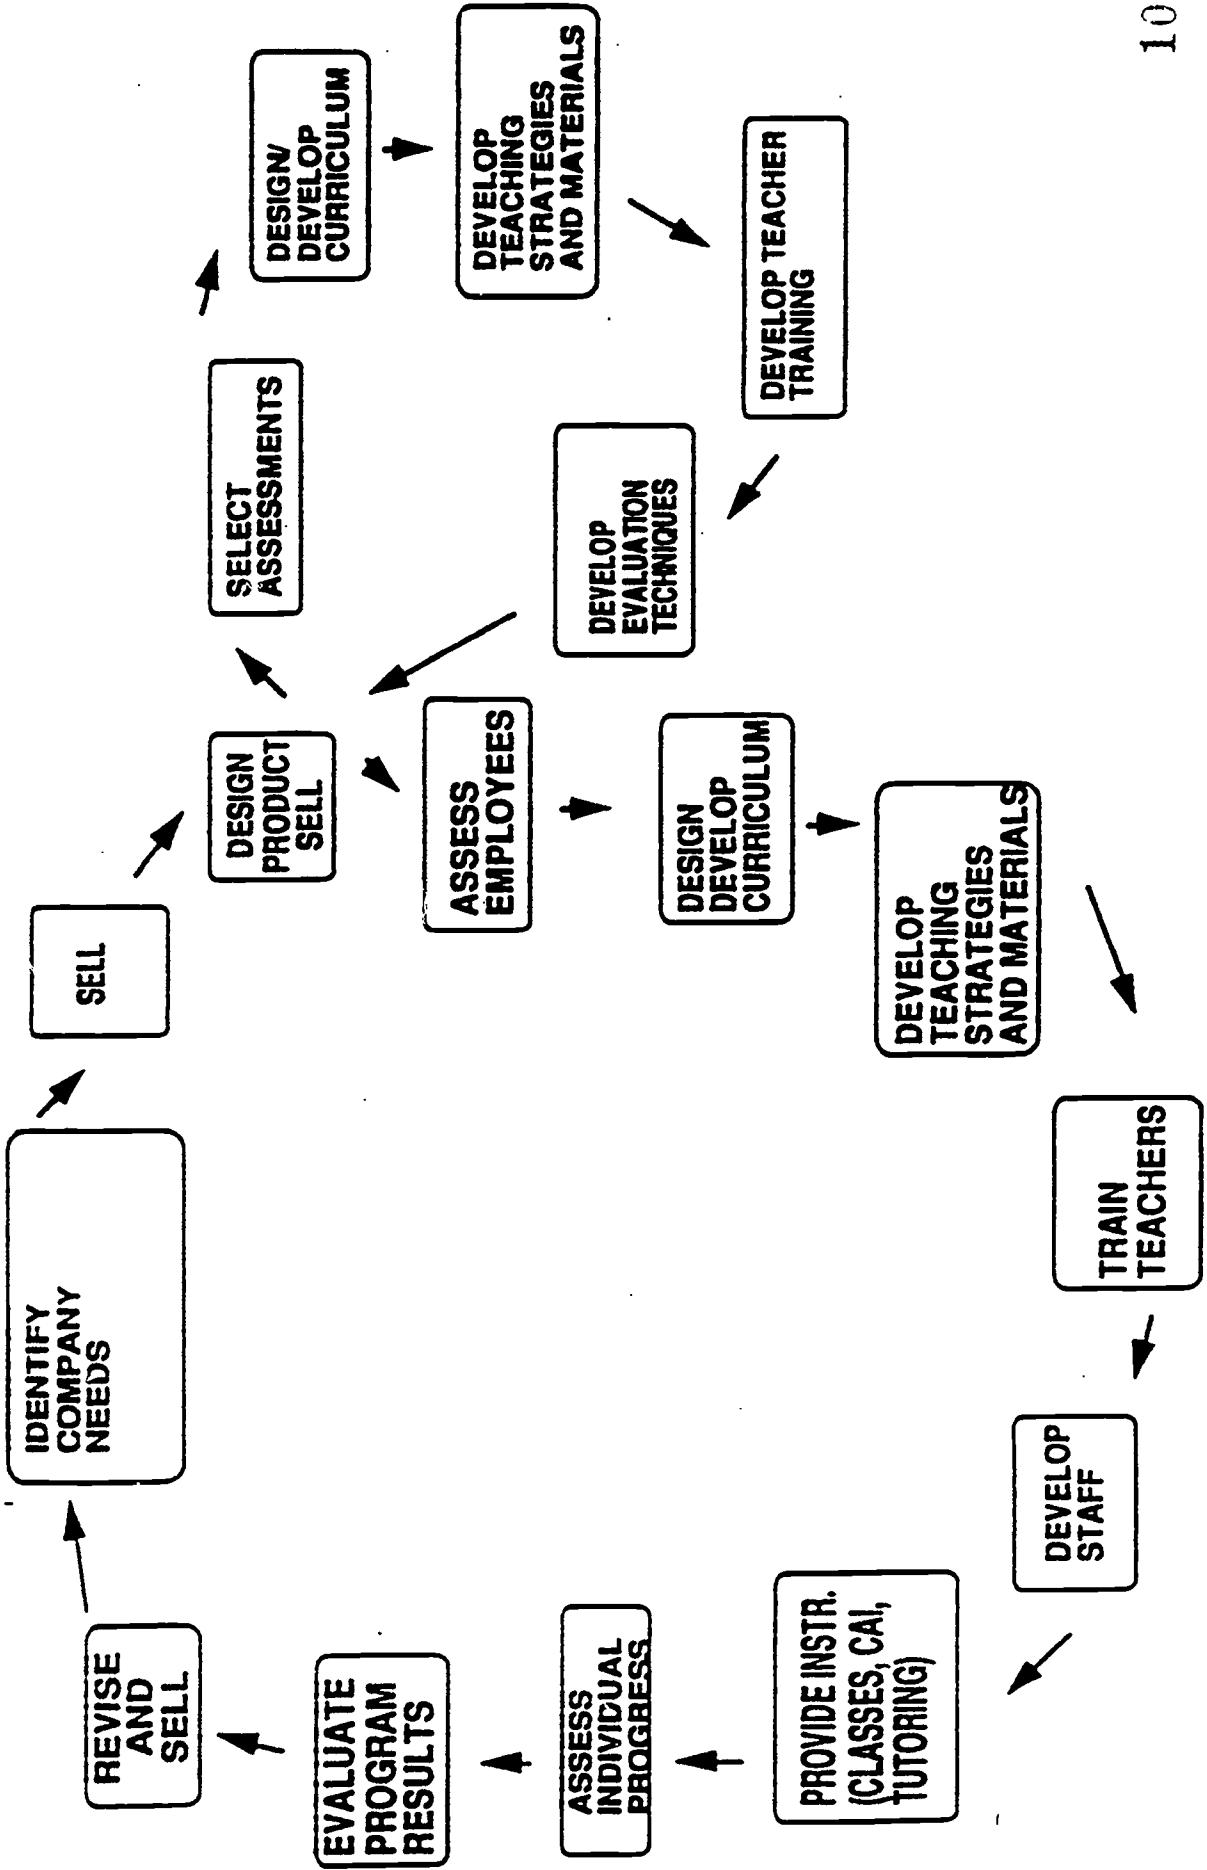 IDENTIFY
COMPANY
NEEDS
SELL
DESIGN
PRODUCT
SELL
SELECT
ASSESSMENTS
DESIGN/
DEVELOP
CURRICULUM
DEVELOP
TEACHING
STRATEGIES
AND MATERIALS
DEVELOP TEACHER
TRAINING
DEVELOP
EVALUATION
TECHNIQUES
ASSESS
EMPLOYEES
DESIGN
DEVELOP
CURRICULUM
DEVELOP
TEACHING
STRATEGIES
AND MATERIALS
TRAIN
TEACHERS
DEVELOP
STAFF
PROVIDE INSTR.
(CLASSES, CAI,
TUTORING)
ASSESS
INDIVIDUAL
PROGRESS
EVALUATE
PROGRAM
RESULTS
REVISE
AND
SELL
10